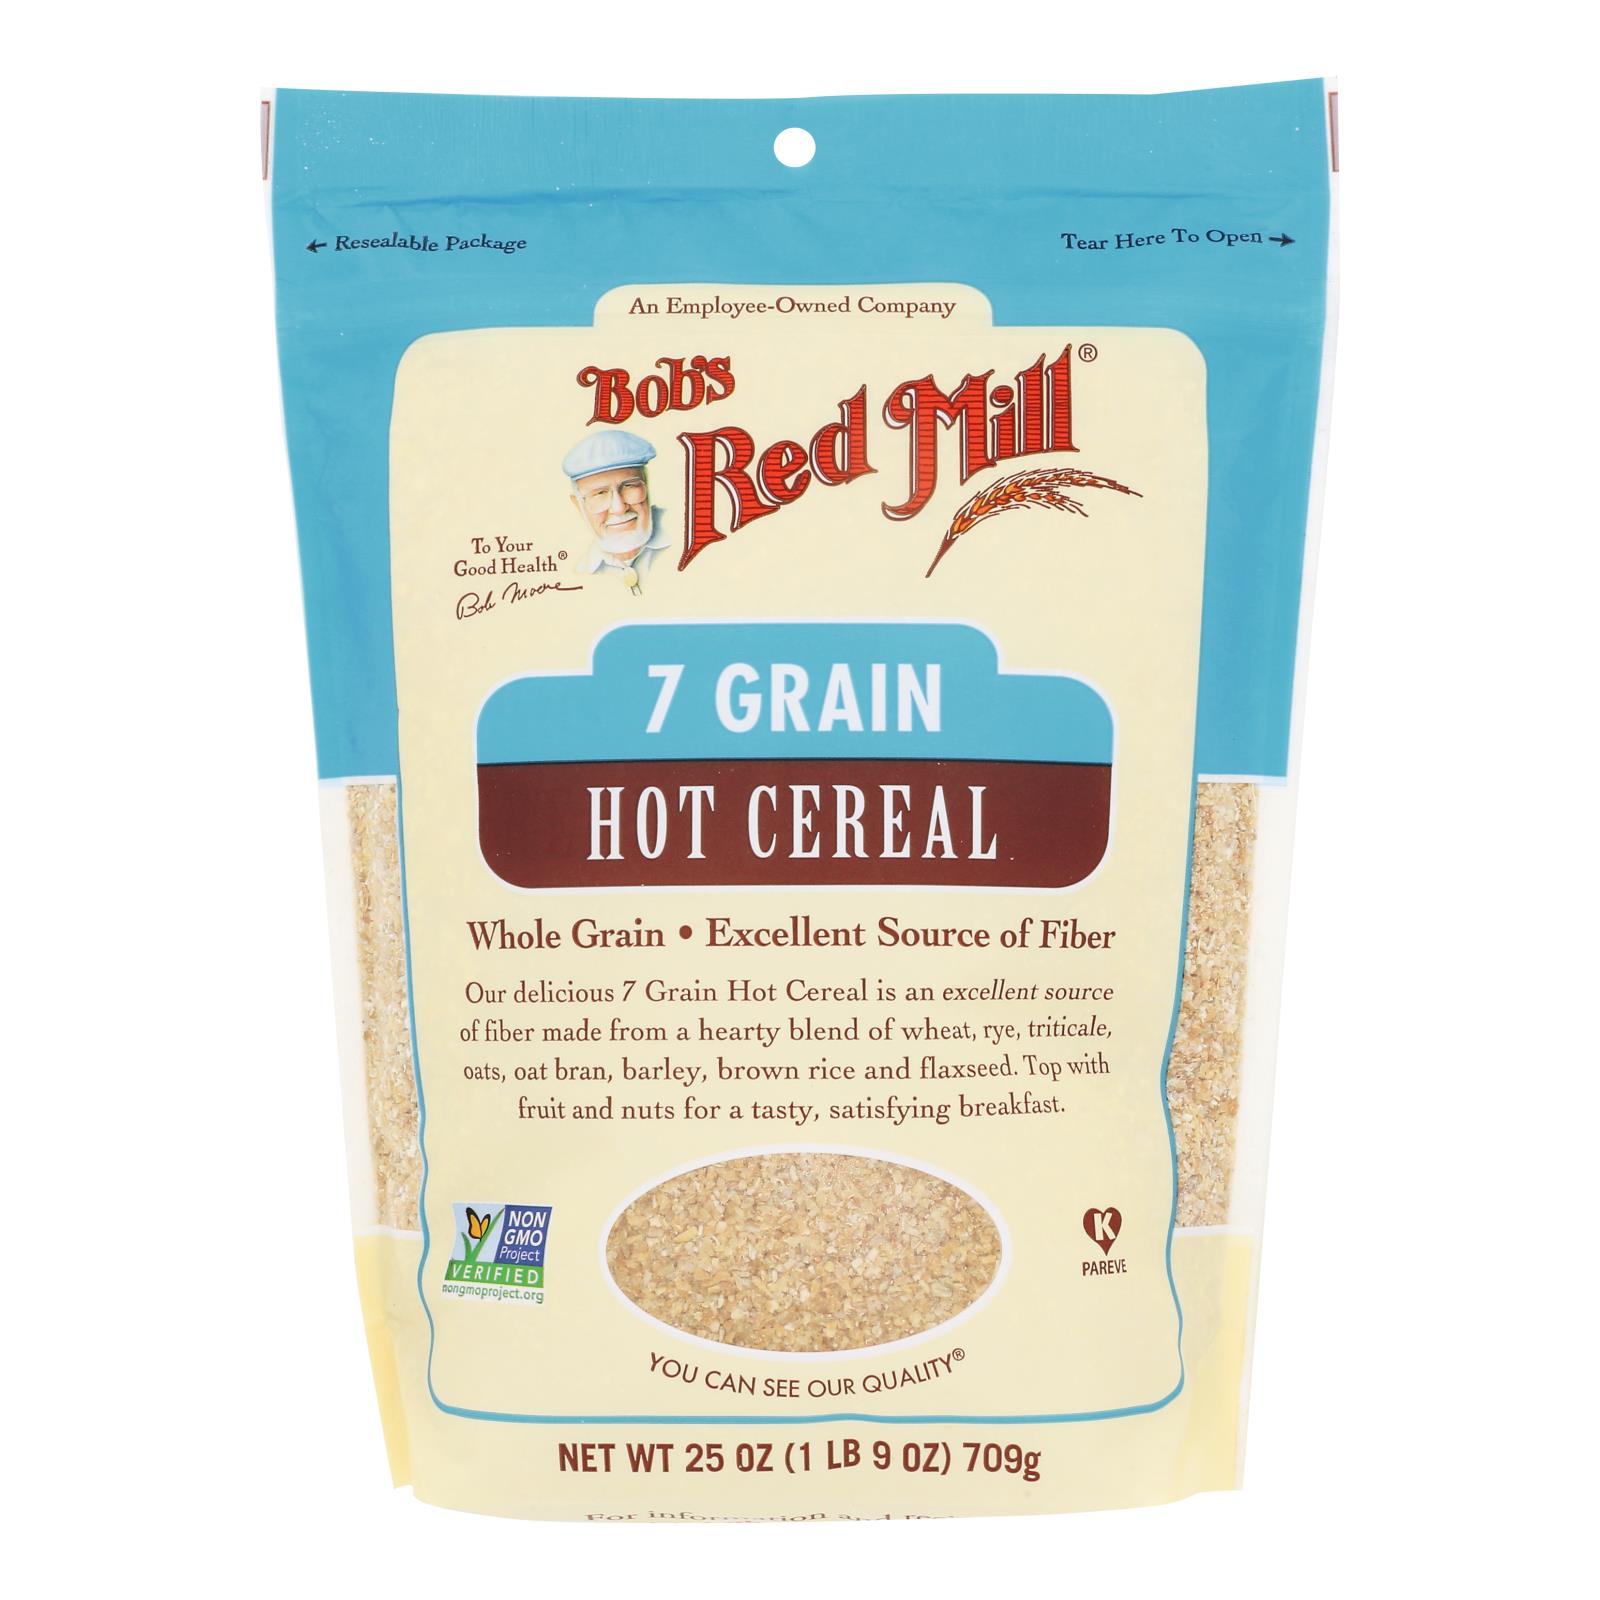 ← Resealable Package
Tear Here To Open →
An Employee-Owned Company
Bob's
Red Mill®
To Your
Good Health®
Bob Moore
7 GRAIN
HOT CEREAL
Whole Grain • Excellent Source of Fiber
Our delicious 7 Grain Hot Cereal is an excellent source
of fiber made from a hearty blend of wheat, rye, triticale,
oats, oat bran, barley, brown rice and flaxseed. Top with
fruit and nuts for a tasty, satisfying breakfast.
NON
GMO
Project
VERIFIED
nongmoproject.org
K
PAREVE
YOU CAN SEE OUR QUALITY®
NET WT 25 OZ (1 LB 9 OZ) 709g
For information and